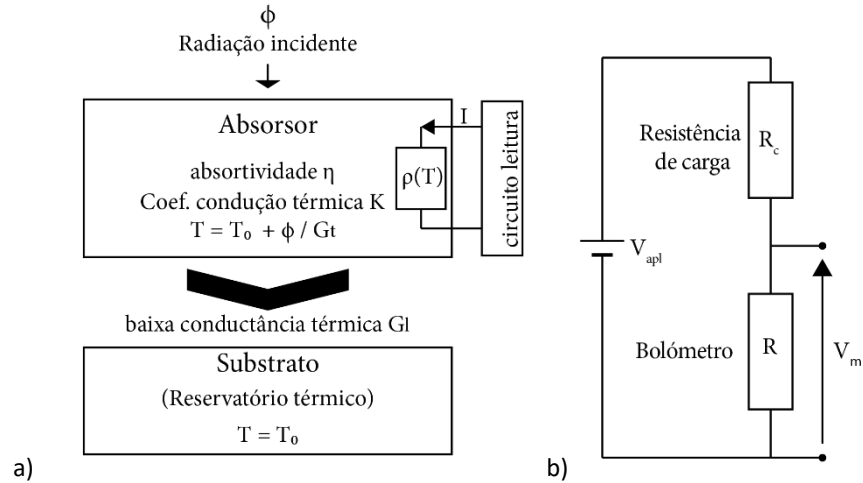 ϕ
Radiação incidente
Absorsor
absortividade η
Coef. condução térmica K
T = T₀ + ϕ / Gt
I
ρ(T)
circuito leitura
baixa conductância térmica Gl
Substrato
(Reservatório térmico)
T = T₀
a)
Resistência
de carga
R_c
V_apl
Bolómetro
R
V_m
b)